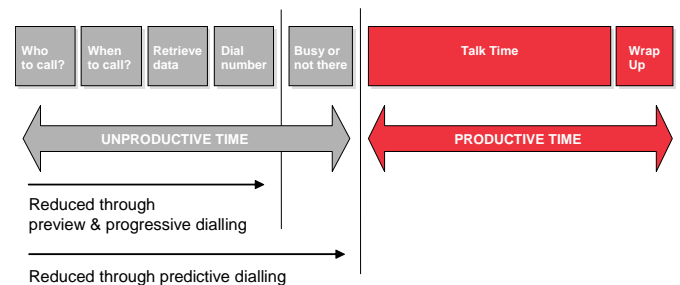 Who
to call?
When
to call?
Retrieve
data
Dial
number
Busy or
not there
Talk Time
Wrap
Up
UNPRODUCTIVE TIME
PRODUCTIVE TIME
Reduced through
preview & progressive dialling
Reduced through predictive dialling